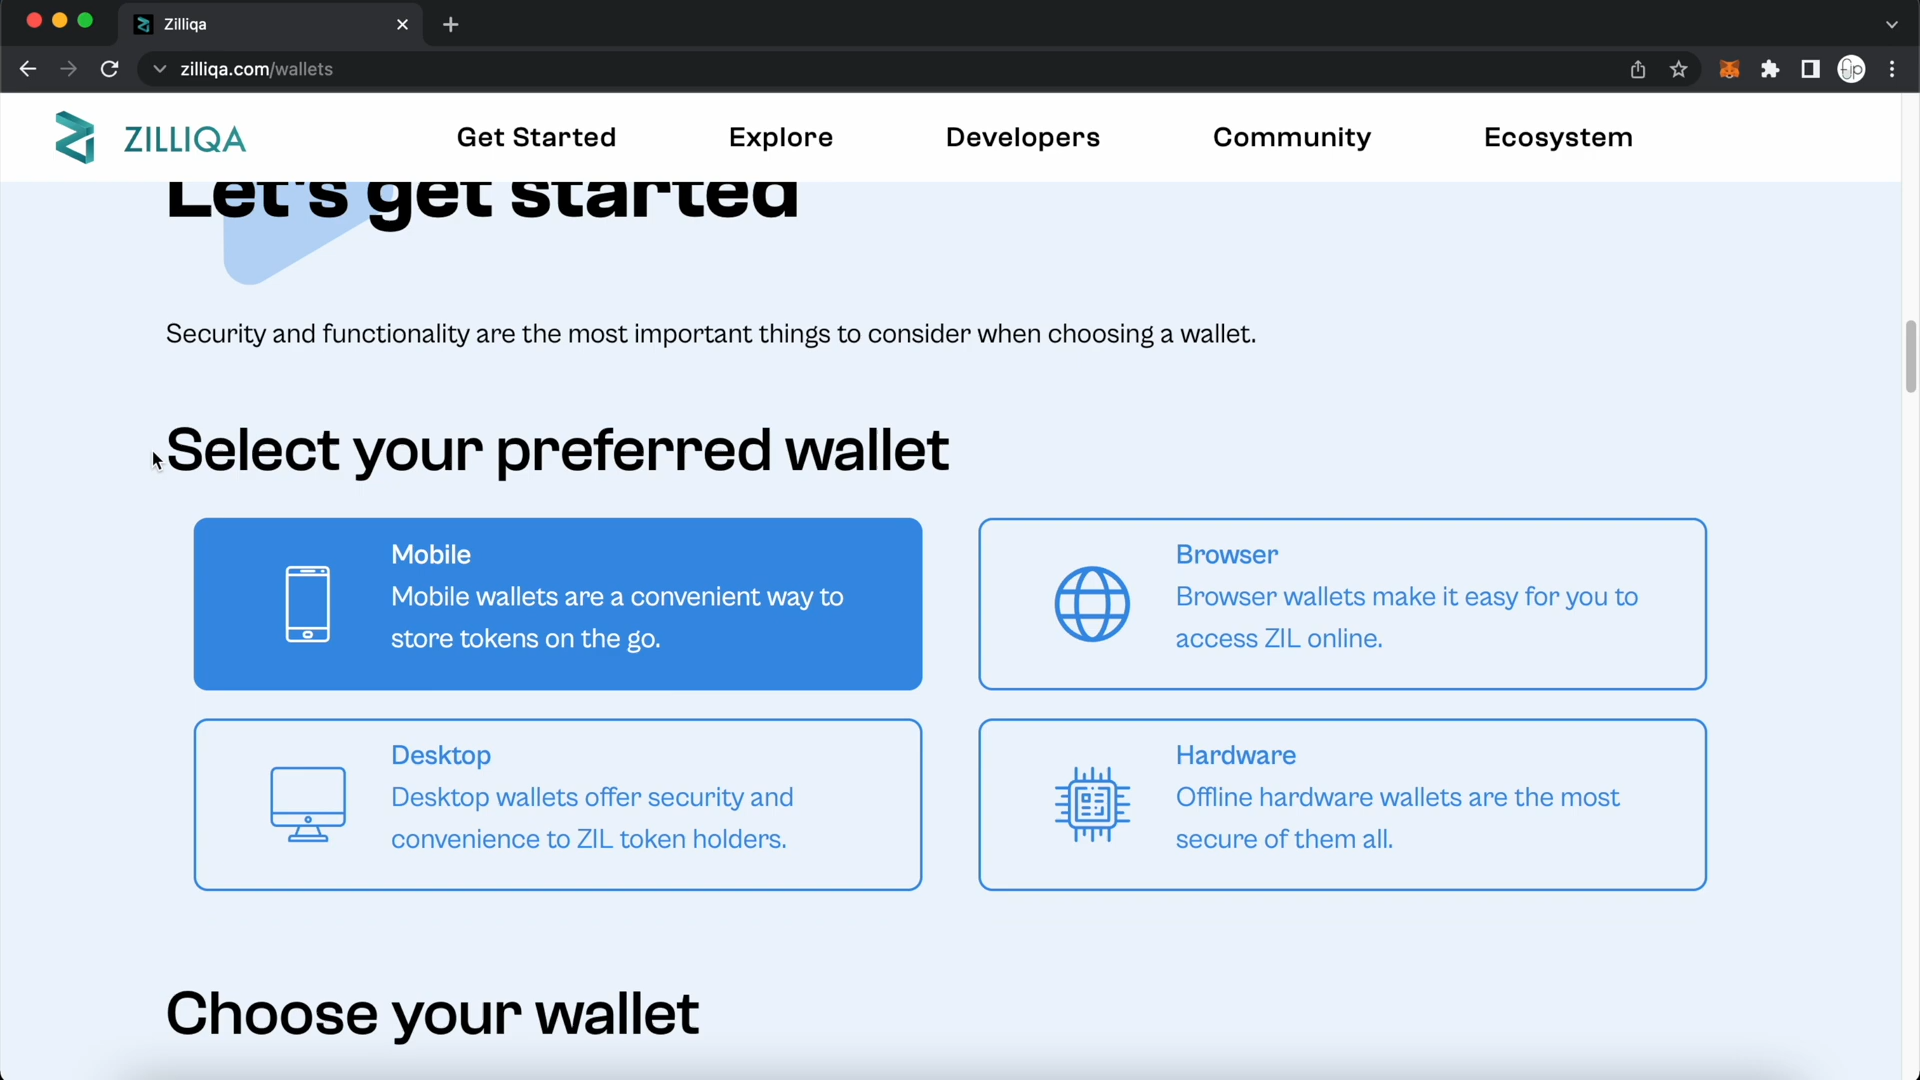 Zilliqa
zilliqa.com/wallets
ZILLIQA
Get Started
Explore
Developers
Community
Ecosystem
Let's get started
Security and functionality are the most important things to consider when choosing a wallet.
Select your preferred wallet
Mobile
Mobile wallets are a convenient way to
store tokens on the go.
Browser
Browser wallets make it easy for you to
access ZIL online.
Desktop
Desktop wallets offer security and
convenience to ZIL token holders.
Hardware
Offline hardware wallets are the most
secure of them all.
Choose your wallet